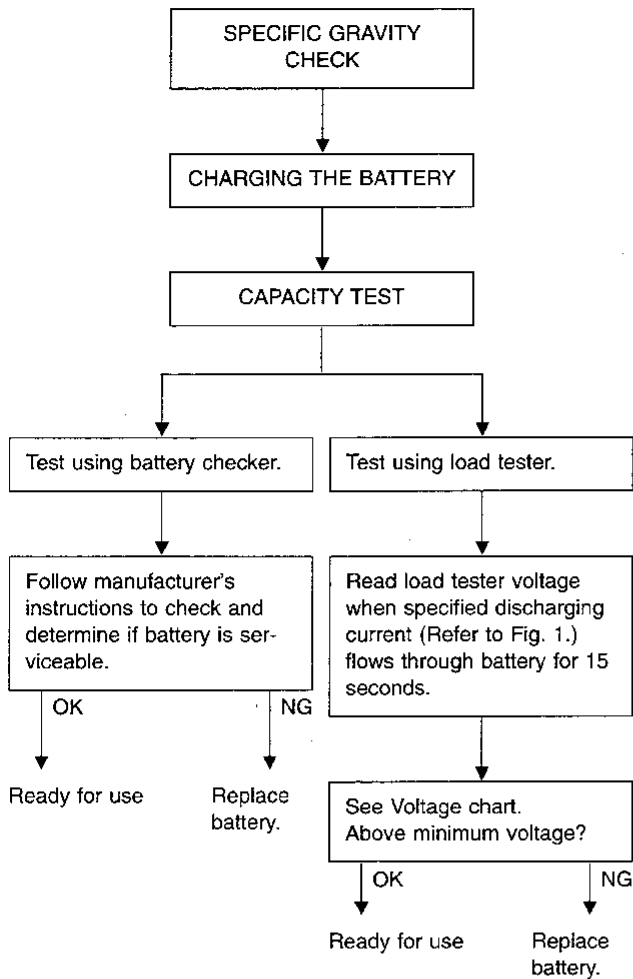 SPECIFIC GRAVITY
CHECK
CHARGING THE BATTERY
CAPACITY TEST
Test using battery checker.
Test using load tester.
Follow manufacturer's
instructions to check and
determine if battery is ser-
viceable.
Read load tester voltage
when specified discharging
current (Refer to Fig. 1.)
flows through battery for 15
seconds.
OK
NG
Ready for use
Replace
battery.
See Voltage chart.
Above minimum voltage?
OK
NG
Ready for use
Replace
battery.